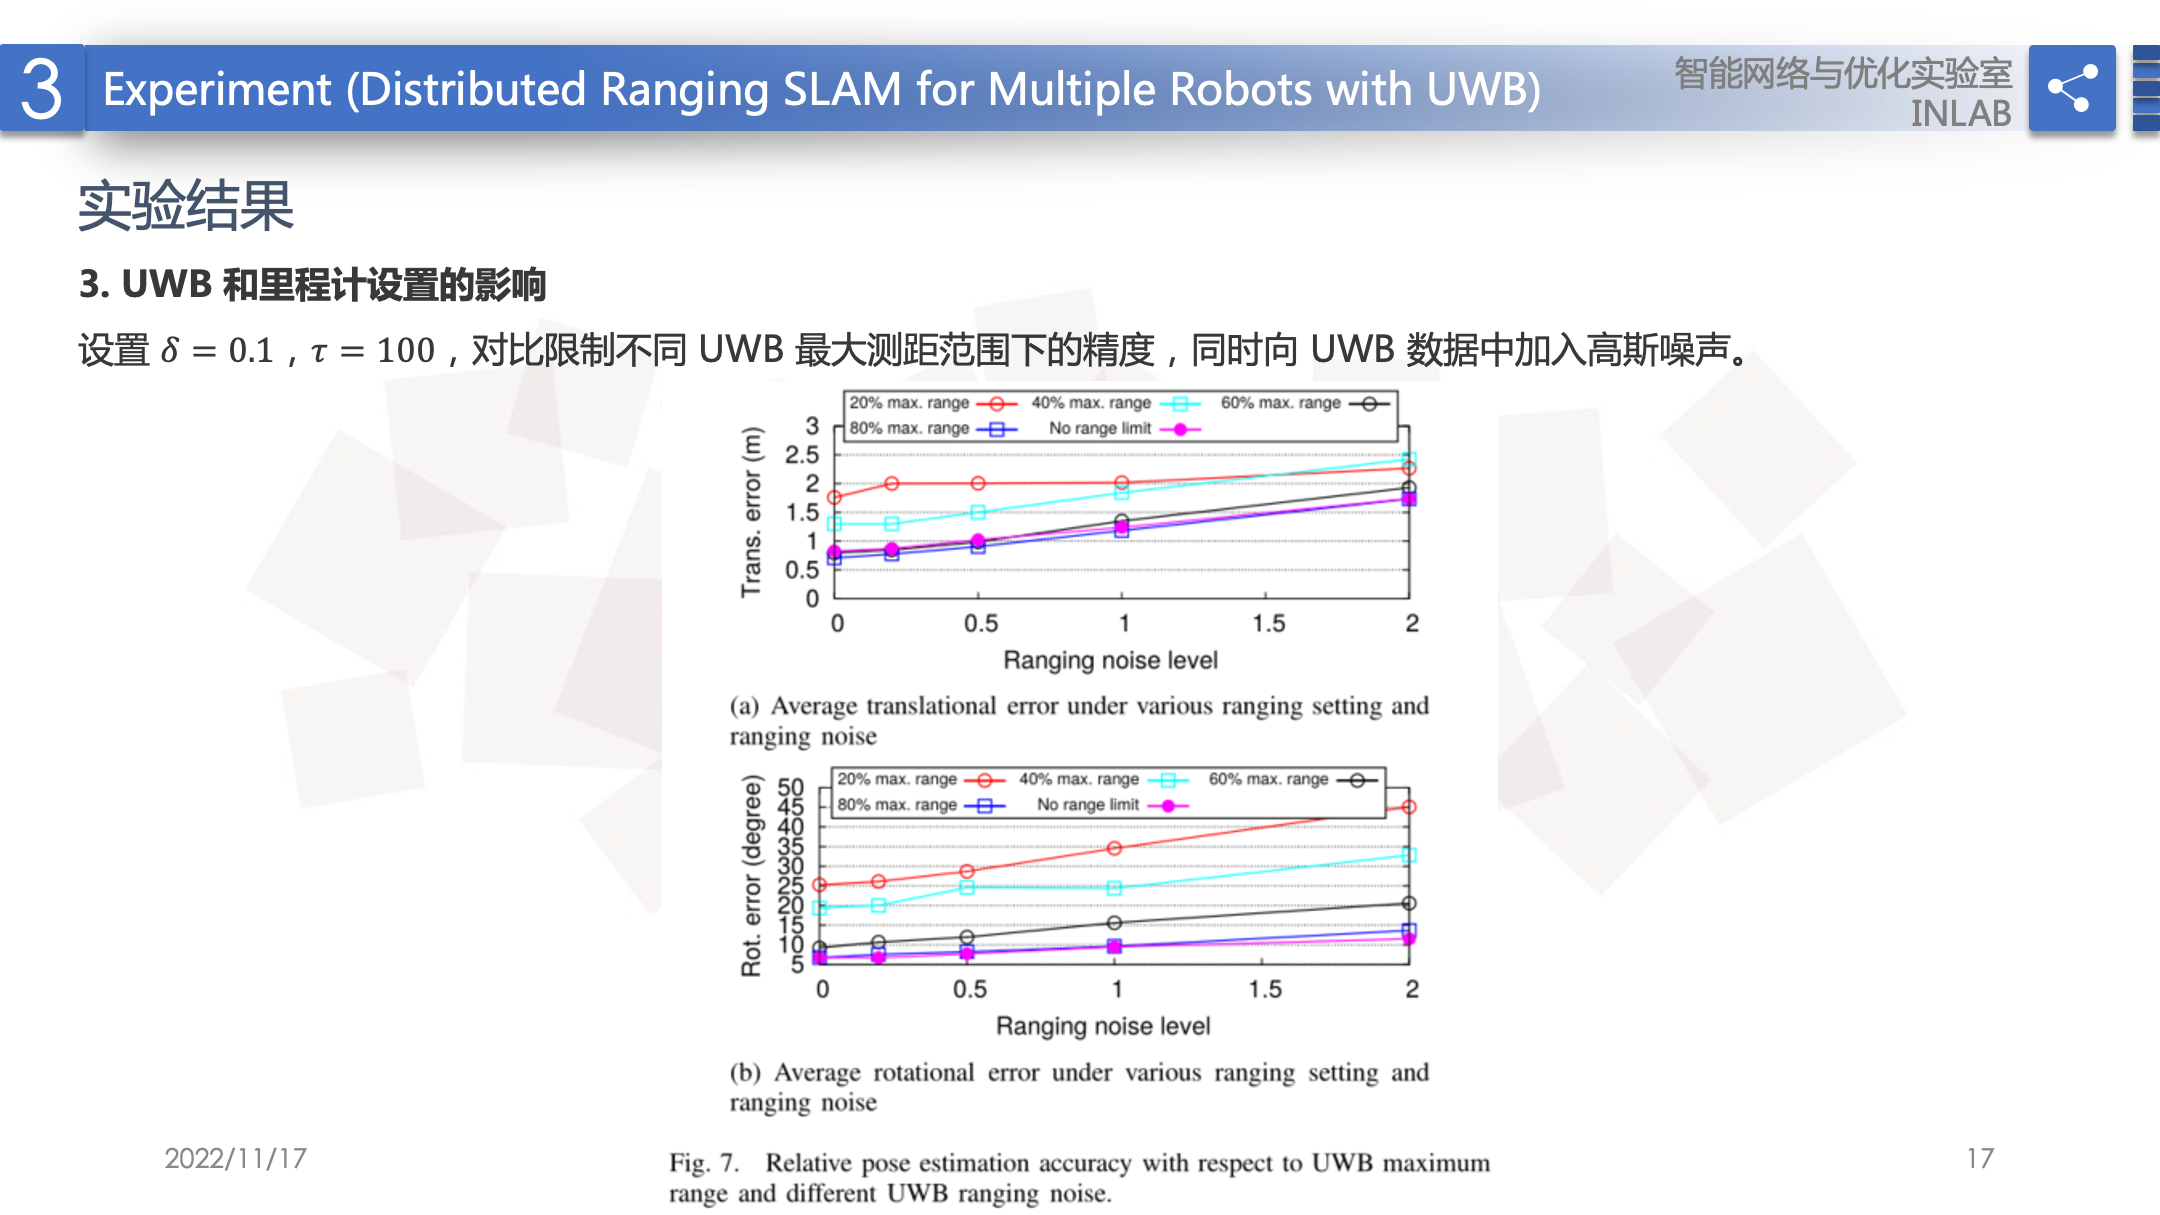 3
Experiment (Distributed Ranging SLAM for Multiple Robots with UWB)
智能网络与优化实验室
INLAB
实验结果
3. UWB 和里程计设置的影响
设置 δ = 0.1，τ = 100，对比限制不同 UWB 最大测距范围下的精度，同时向 UWB 数据中加入高斯噪声。
20% max. range 40% max. range 60% max. range
80% max. range No range limit
Trans. error (m)
3
2.5
2
1.5
1
0.5
0
0 0.5 1 1.5 2
Ranging noise level
(a) Average translational error under various ranging setting and
ranging noise
20% max. range 40% max. range 60% max. range
80% max. range No range limit
Rot. error (degree)
50
45
40
35
30
25
20
15
10
5
0 0.5 1 1.5 2
Ranging noise level
(b) Average rotational error under various ranging setting and
ranging noise
Fig. 7. Relative pose estimation accuracy with respect to UWB maximum
range and different UWB ranging noise.
2022/11/17
17